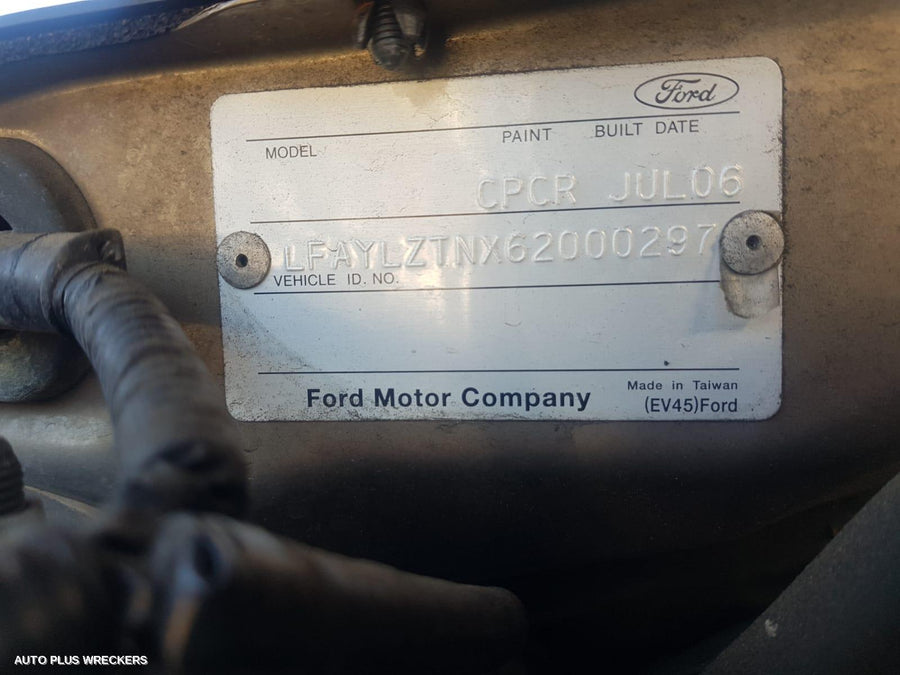 Ford
MODEL PAINT BUILT DATE
CPCR JUL06
LFAYLZTNX62000297
VEHICLE ID. NO.
Ford Motor Company
Made in Taiwan
(EV45)Ford
AUTO PLUS WRECKERS